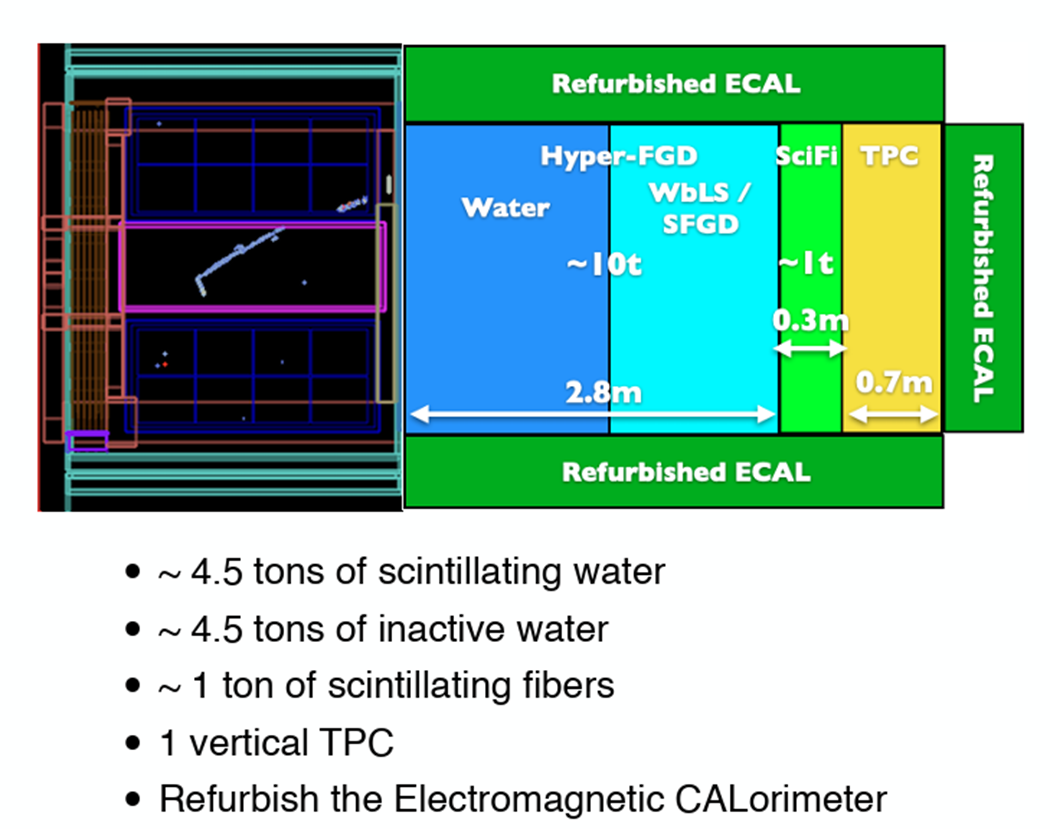 Refurbished ECAL
Hyper-FGD
SciFi
TPC
Water
WbLS /
SFGD
~10t
~1t
0.3m
2.8m
0.7m
Refurbished ECAL
Refurbished ECAL
• ~ 4.5 tons of scintillating water
• ~ 4.5 tons of inactive water
• ~ 1 ton of scintillating fibers
• 1 vertical TPC
• Refurbish the Electromagnetic CALorimeter